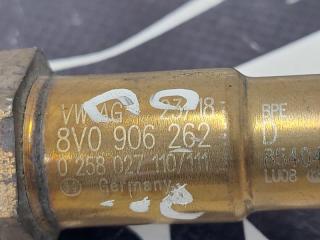 VW AG 23 18
8V0 906 262
0 258 027 110/111
Germany
BPE
D
LU08